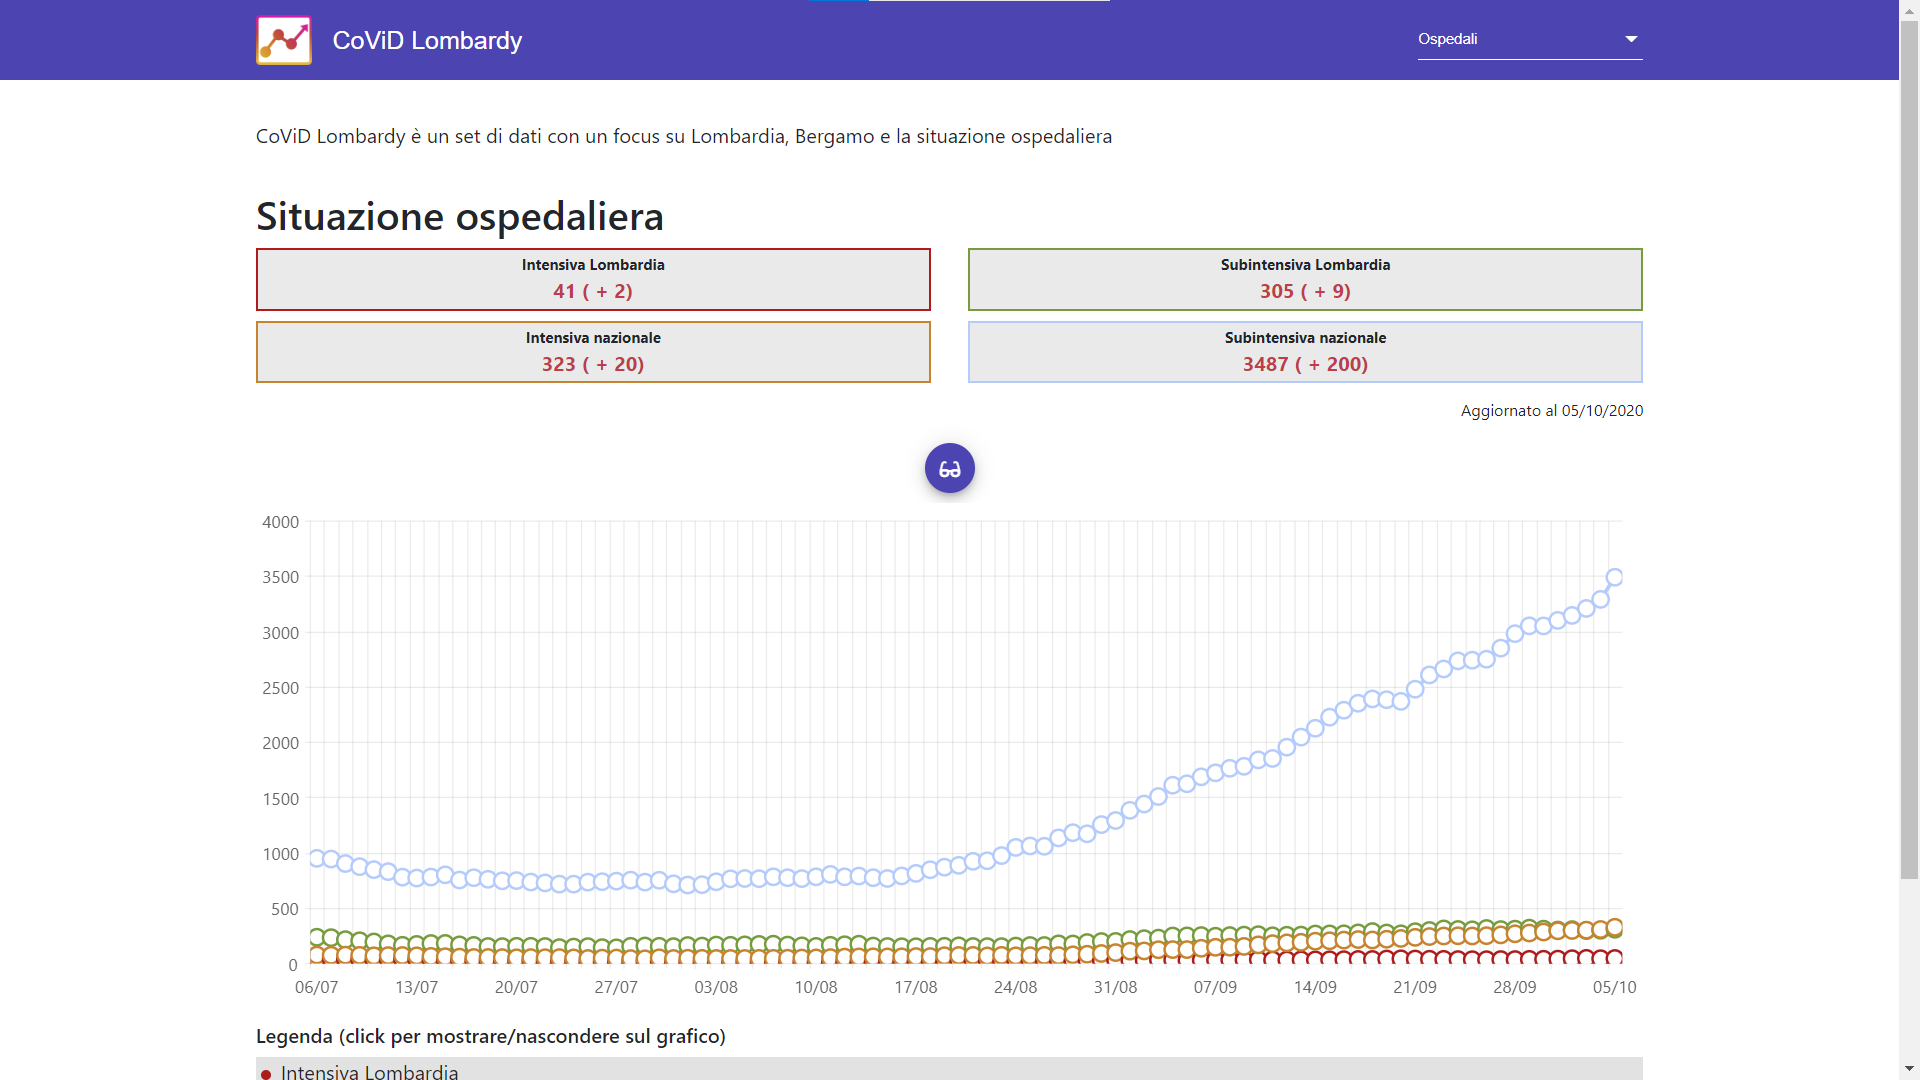 CoViD Lombardy
Ospedali
CoViD Lombardy è un set di dati con un focus su Lombardia, Bergamo e la situazione ospedaliera
Situazione ospedaliera
Intensiva Lombardia
41 ( + 2)
Subintensiva Lombardia
305 ( + 9)
Intensiva nazionale
323 ( + 20)
Subintensiva nazionale
3487 ( + 200)
Aggiornato al 05/10/2020
4000
3500
3000
2500
2000
1500
1000
500
0
06/07 13/07 20/07 27/07 03/08 10/08 17/08 24/08 31/08 07/09 14/09 21/09 28/09 05/10
Legenda (click per mostrare/nascondere sul grafico)
Intensiva Lombardia